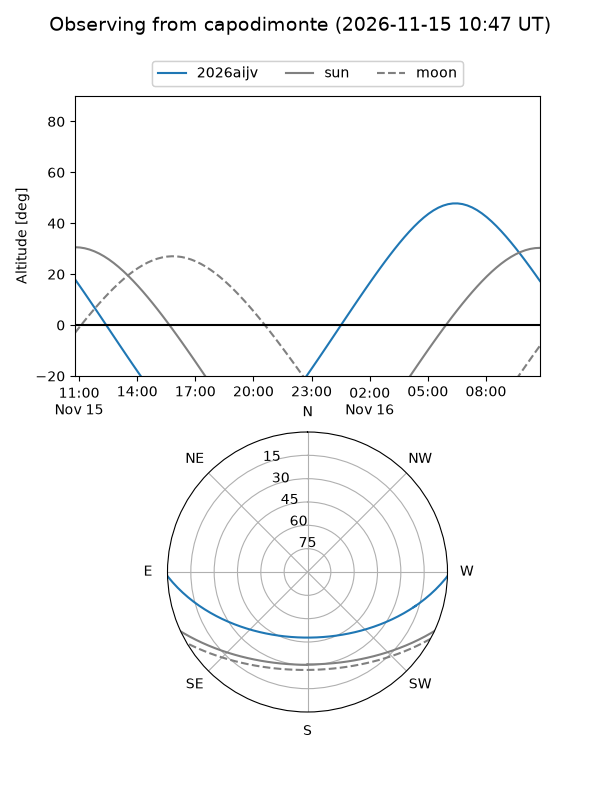 Observing from capodimonte (2026-11-15 10:47 UT)
2026aijv sun moon
Altitude [deg]
80
60
40
20
0
−20
11:00 14:00 17:00 20:00 23:00 02:00 05:00 08:00
Nov 15 Nov 16
N
NE NW
15
30
45
60
75
E W
SE SW
S